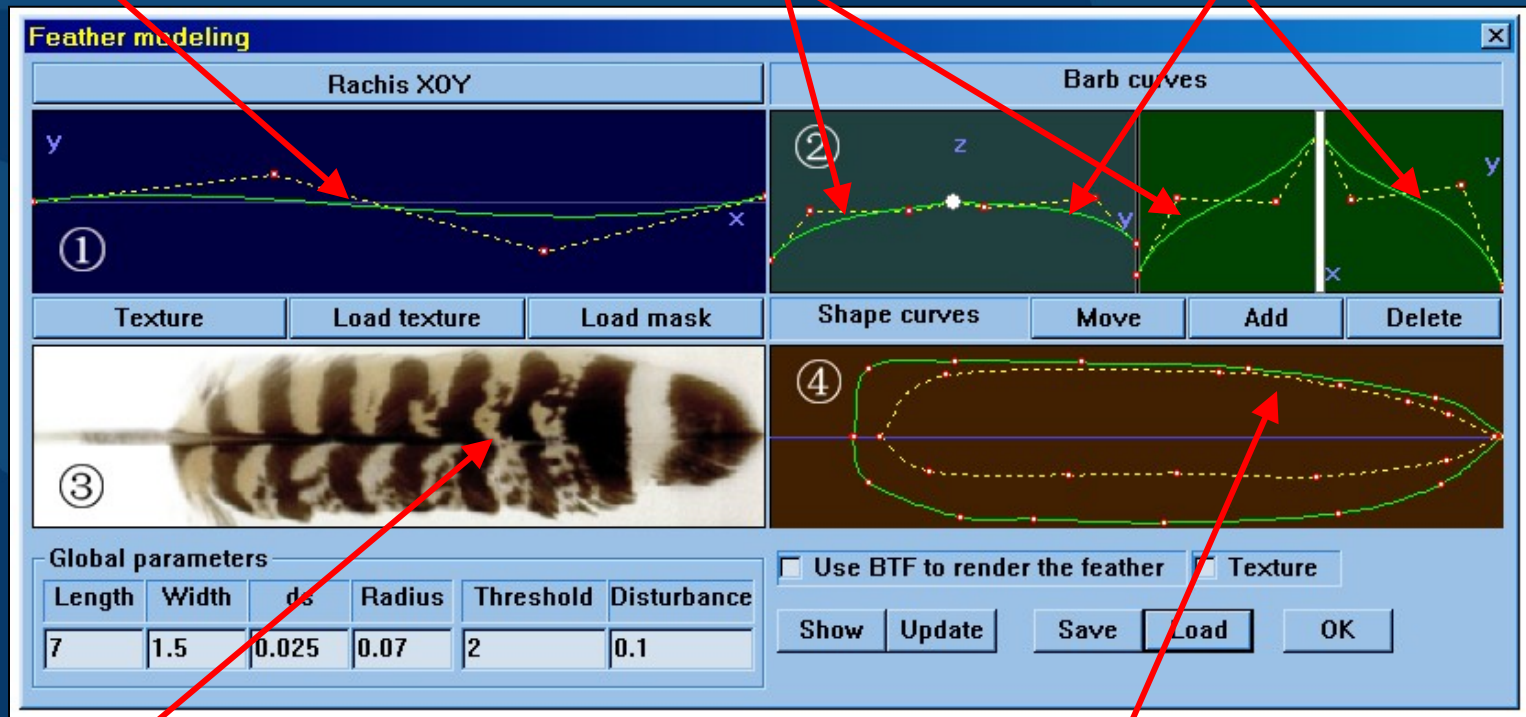 Feather modeling
Rachis XOY
Barb curves
y
x
①
②
z
y
y
x
Texture
Load texture
Load mask
Shape curves
Move
Add
Delete
③
④
Global parameters
Length Width ds Radius Threshold Disturbance
7 1.5 0.025 0.07 2 0.1
Use BTF to render the feather
Texture
Show Update Save Load OK